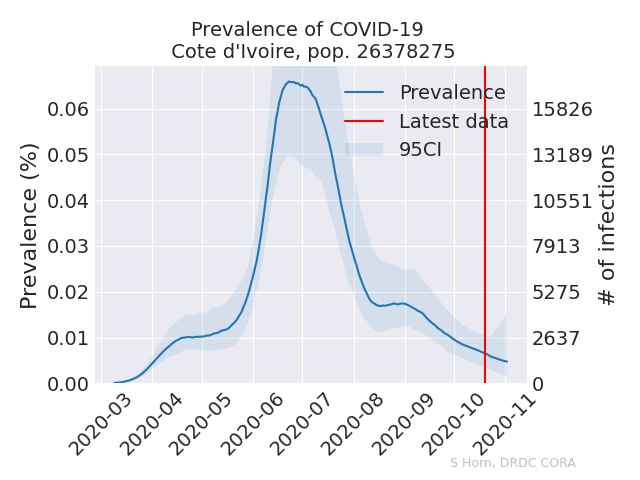 Prevalence of COVID-19
Cote d'Ivoire, pop. 26378275
Prevalence (%)
0.06
0.05
0.04
0.03
0.02
0.01
0.00
Prevalence
Latest data
95CI
15826
13189
10551
7913
5275
2637
0
# of infections
2020-03
2020-04
2020-05
2020-06
2020-07
2020-08
2020-09
2020-10
2020-11
S Horn, DRDC CORA